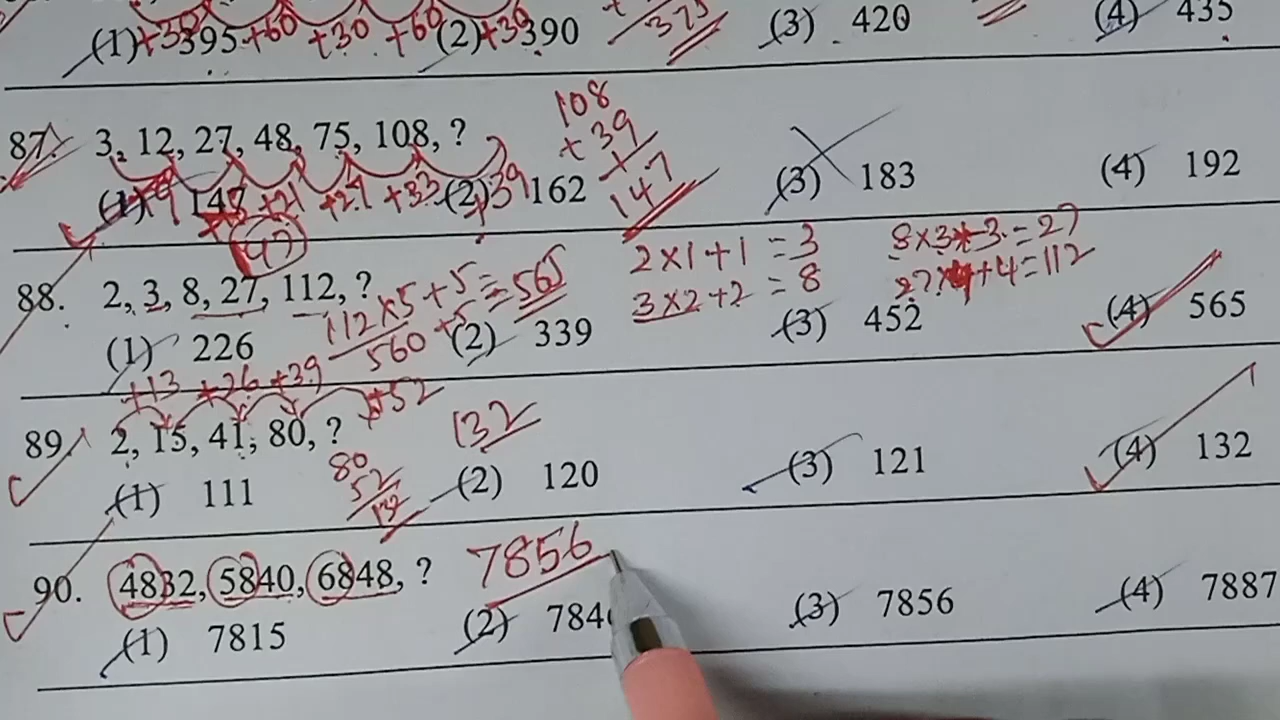 (1) 395 (2) 390 (3) 420 (4) 435
+30 +60 +30 +60 +30
87. 3, 12, 27, 48, 75, 108, ?
108
+39
147
+9 +21 +27 +33 +39
(1) 147 (2) 162 (3) 183 (4) 192
147
88. 2, 3, 8, 27, 112, ?
112×5+5=565
560+5
2×1+1=3
3×2+2=8
8×3+3=27
27×4+4=112
(1) 226 (2) 339 (3) 452 (4) 565
+13 +26 +39 +52
89. 2, 15, 41, 80, ? 132
80
52
132
(1) 111 (2) 120 (3) 121 (4) 132
90. 4832, 5840, 6848, ? 7856
(1) 7815 (2) 784 (3) 7856 (4) 7887